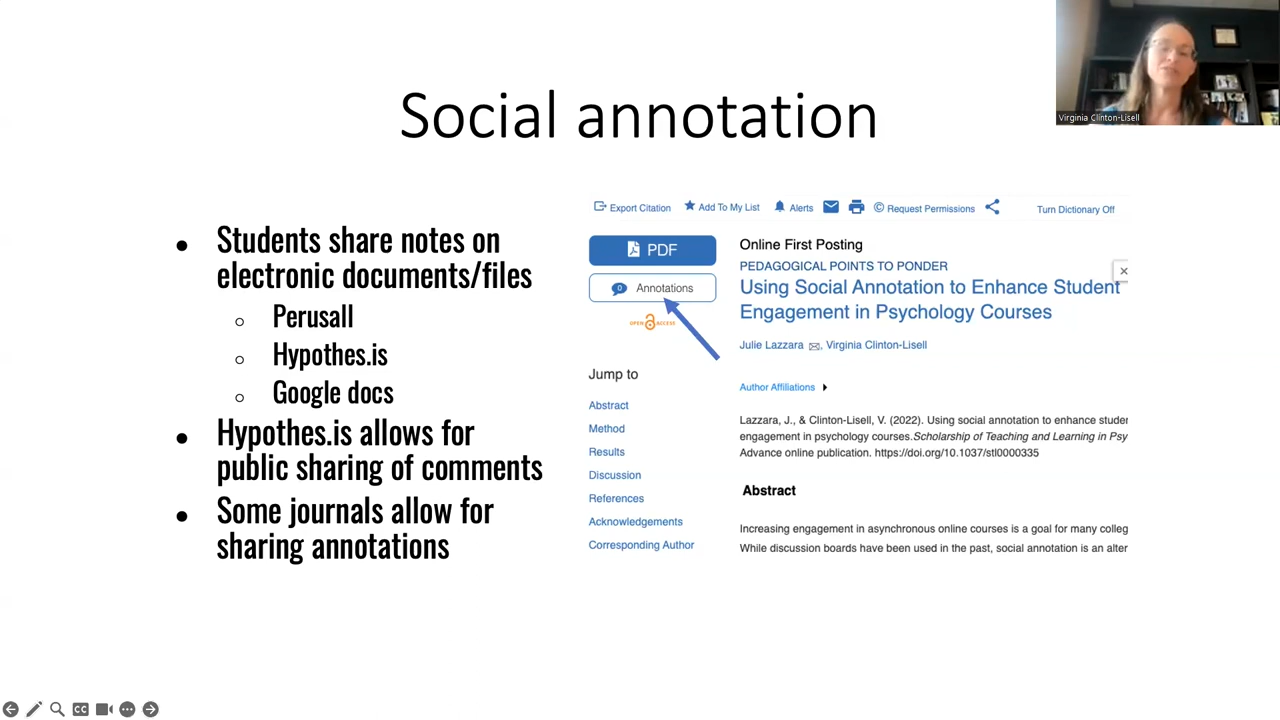 Virginia Clinton-Lisell
Social annotation
Students share notes on
electronic documents/files
Perusall
Hypothes.is
Google docs
Hypothes.is allows for
public sharing of comments
Some journals allow for
sharing annotations
Export Citation Add To My List Alerts Request Permissions Turn Dictionary Off
PDF
0 Annotations
OPEN ACCESS
Jump to
Abstract
Method
Results
Discussion
References
Acknowledgements
Corresponding Author
Online First Posting
PEDAGOGICAL POINTS TO PONDER
Using Social Annotation to Enhance Student
Engagement in Psychology Courses
Julie Lazzara, Virginia Clinton-Lisell
Author Affiliations
Lazzara, J., & Clinton-Lisell, V. (2022). Using social annotation to enhance studer
engagement in psychology courses.Scholarship of Teaching and Learning in Psy
Advance online publication. https://doi.org/10.1037/stl0000335
Abstract
Increasing engagement in asynchronous online courses is a goal for many colleg
While discussion boards have been used in the past, social annotation is an alter
CC